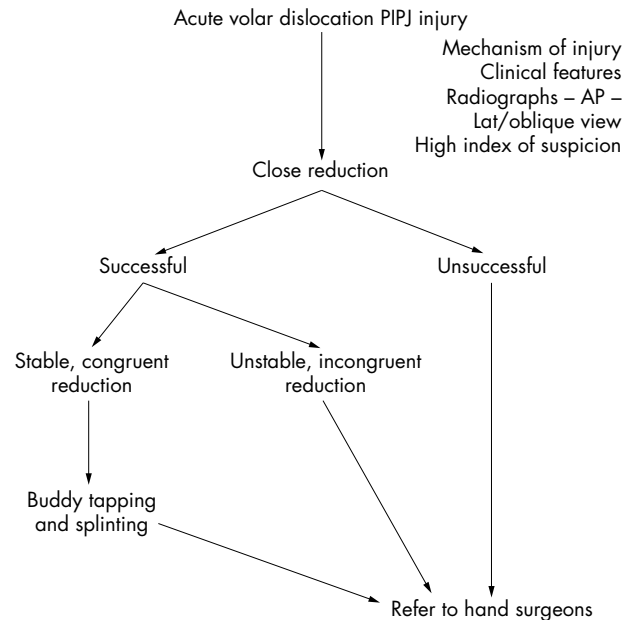 Acute volar dislocation PIPJ injury
Mechanism of injury
Clinical features
Radiographs – AP –
Lat/oblique view
High index of suspicion
Close reduction
Successful
Unsuccessful
Stable, congruent
reduction
Unstable, incongruent
reduction
Buddy tapping
and splinting
Refer to hand surgeons